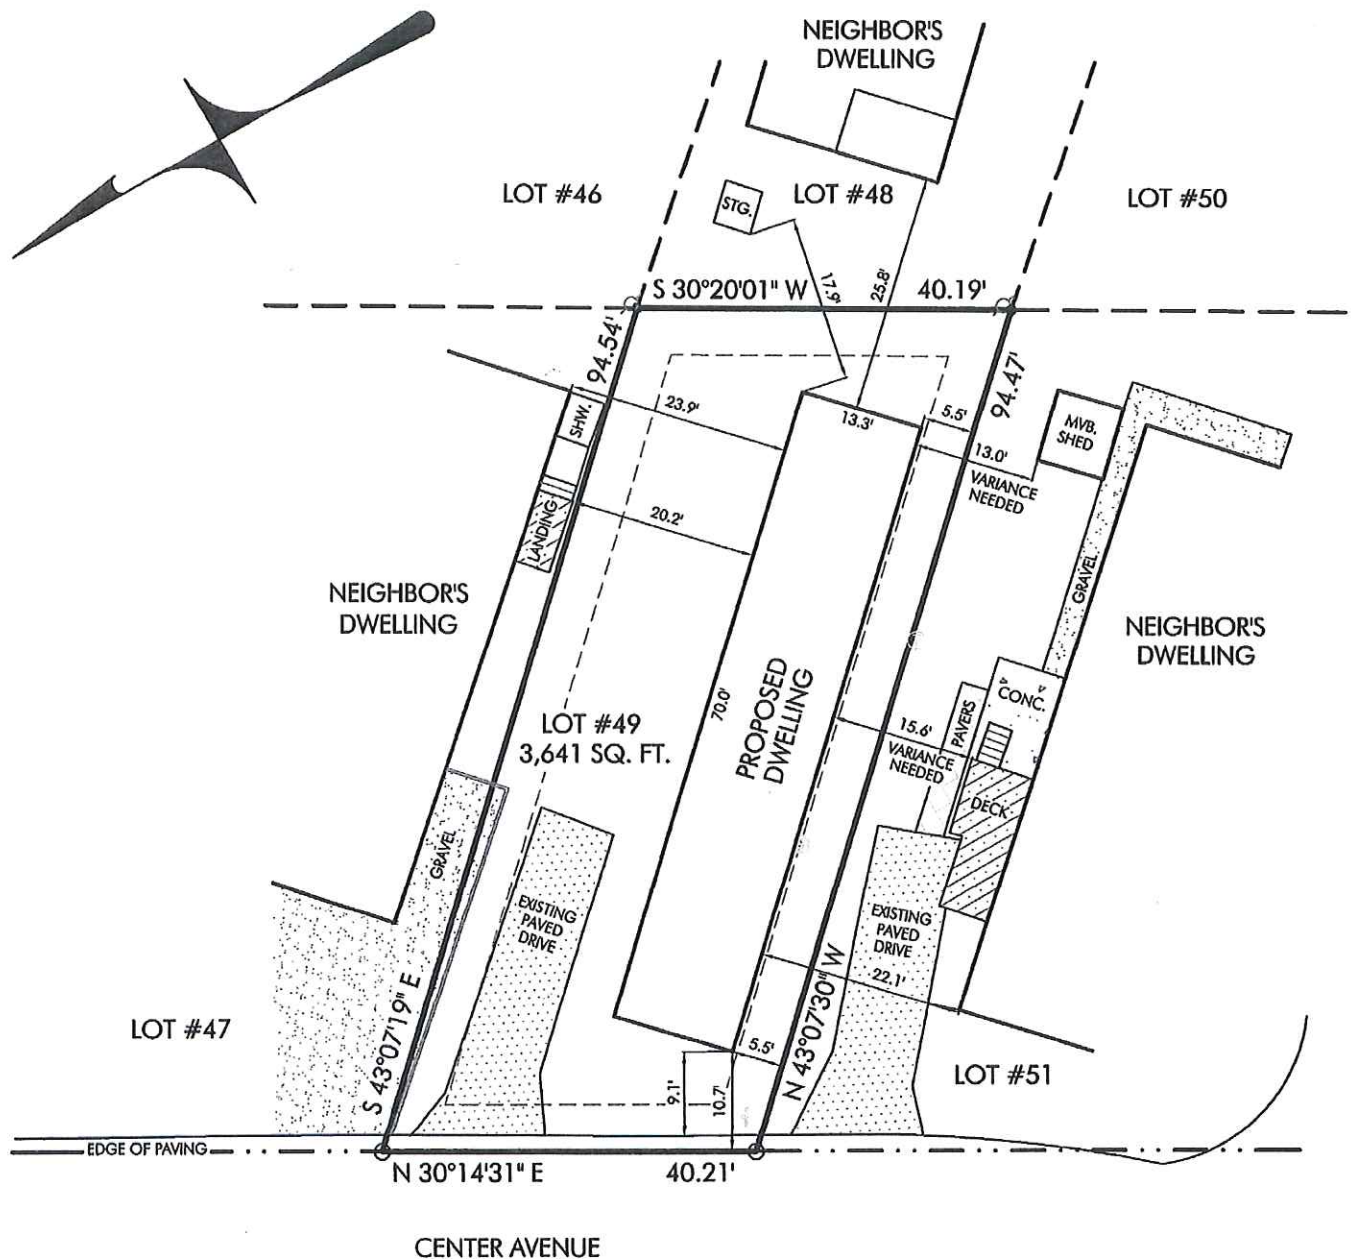 NEIGHBOR'S
DWELLING
LOT #46
STG.
LOT #48
LOT #50
17.9'
25.8'
S 30°20'01" W
40.19'
94.54'
94.47'
SHW.
23.9'
13.3'
5.5'
MVB.
SHED
13.0'
VARIANCE
NEEDED
LANDING
20.2'
GRAVEL
NEIGHBOR'S
DWELLING
NEIGHBOR'S
DWELLING
70.0'
PROPOSED
DWELLING
CONC.
PAVERS
LOT #49
3,641 SQ. FT.
15.6'
VARIANCE
NEEDED
DECK
GRAVEL
EXISTING
PAVED
DRIVE
EXISTING
PAVED
DRIVE
22.1'
S 43°07'19" E
N 43°07'30" W
LOT #47
5.5'
LOT #51
9.1'
10.7'
EDGE OF PAVING
N 30°14'31" E
40.21'
CENTER AVENUE